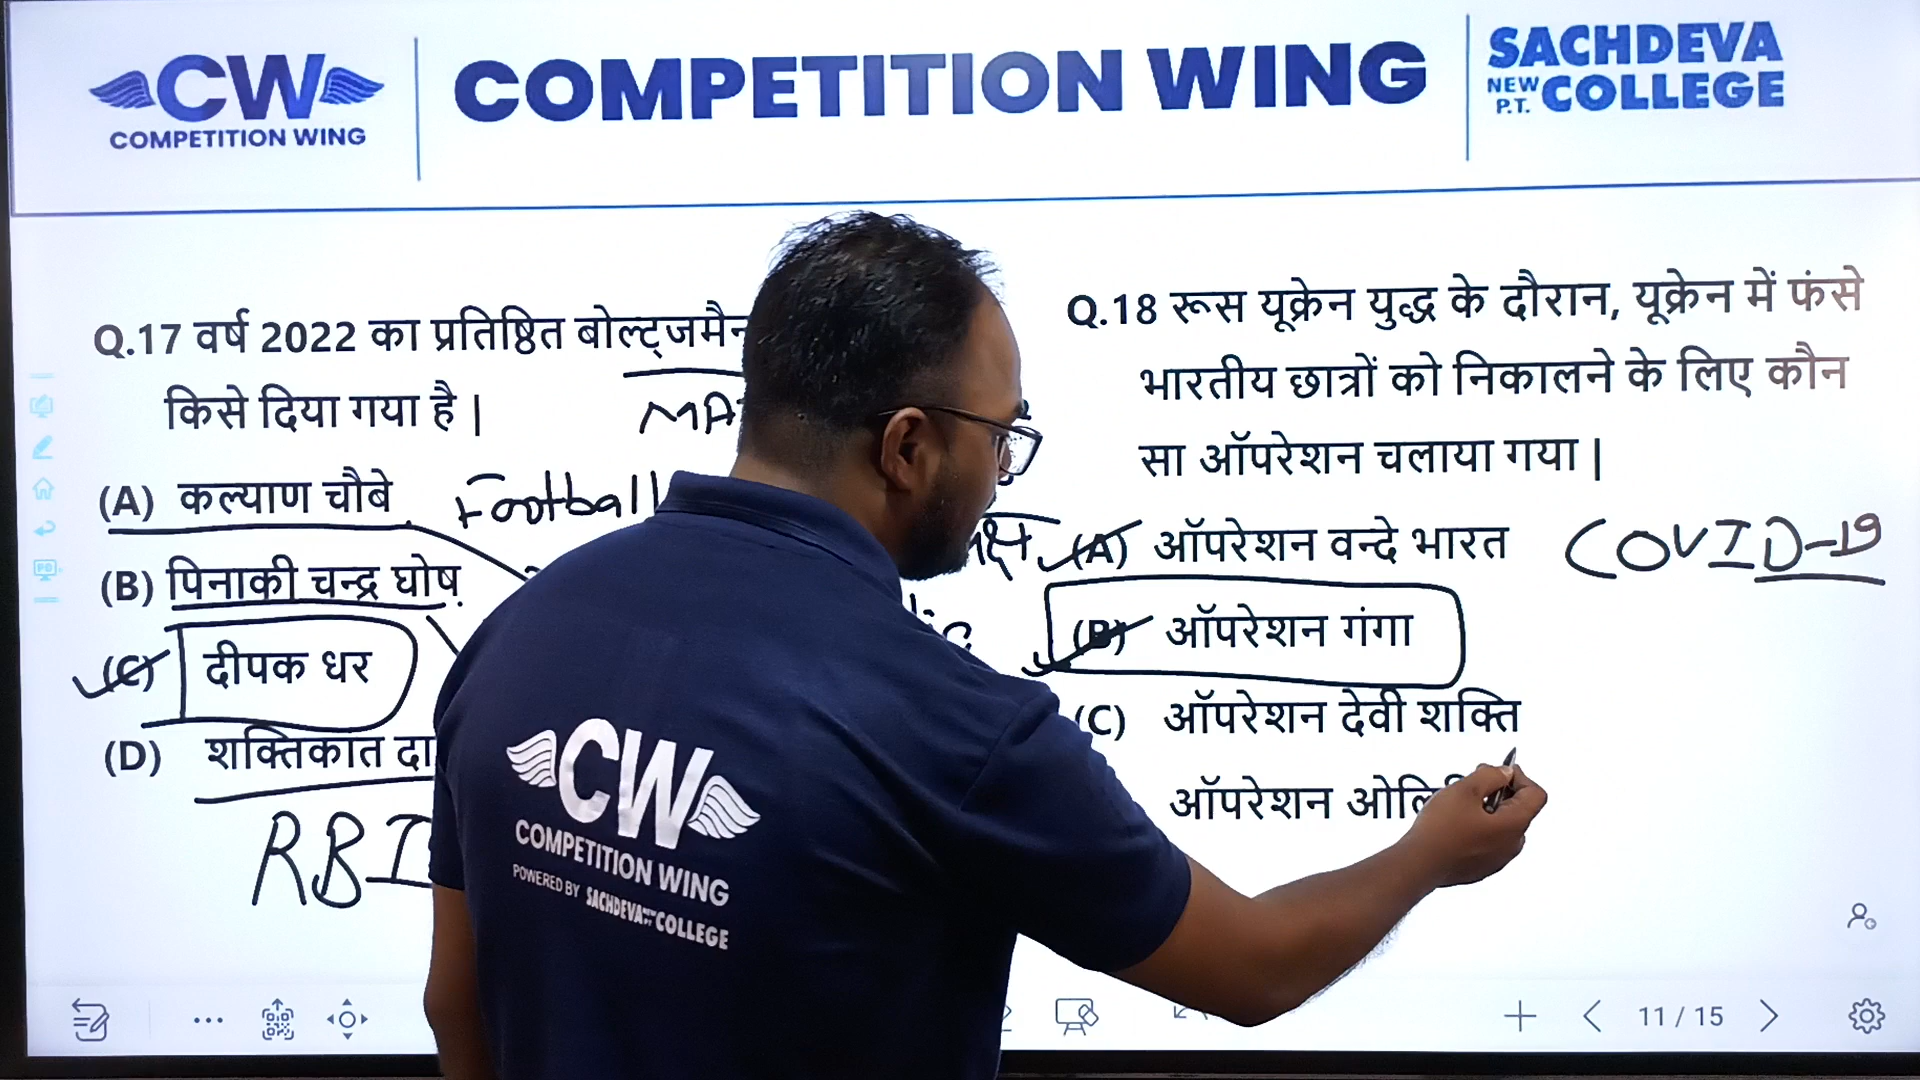 CW
COMPETITION WING
COMPETITION WING
SACHDEVA
NEW P.T. COLLEGE
Q.17 वर्ष 2022 का प्रतिष्ठित
किसे दिया गया है |
(A) कल्याण चौबे Football
(B) पिनाकी चन्द्र घोष
(C) दीपक धर
(D) शक्तिकात
RBI
Q.18 रूस यूक्रेन युद्ध के दौरान, यूक्रेन में फंसे
भारतीय छात्रों को निकालने के लिए कौन
सा ऑपरेशन चलाया गया |
(A) ऑपरेशन वन्दे भारत COVID-19
(B) ऑपरेशन गंगा
(C) ऑपरेशन देवी शक्ति
ऑपरेशन
CW
COMPETITION WING
POWERED BY SACHDEVA NEW P.T. COLLEGE
11 / 15